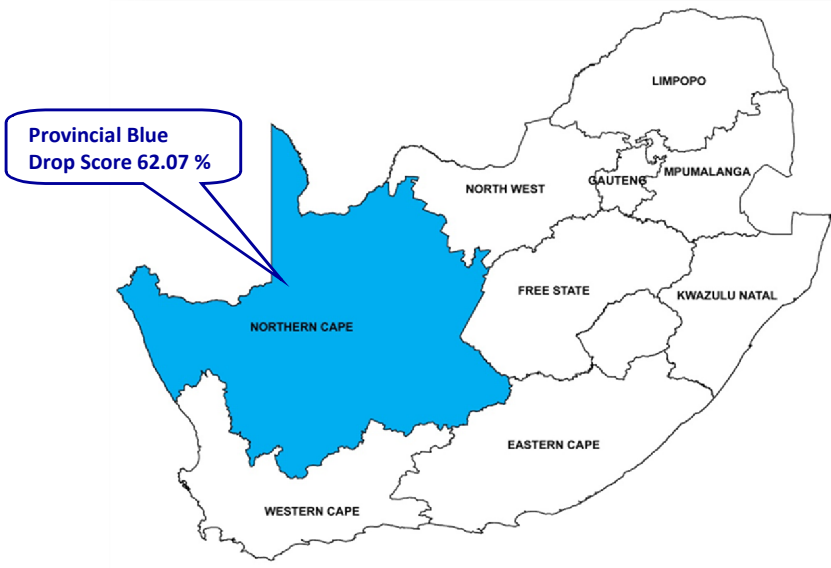 LIMPOPO
Provincial Blue
Drop Score 62.07 %
MPUMALANGA
GAUTENG
NORTH WEST
FREE STATE
KWAZULU NATAL
NORTHERN CAPE
EASTERN CAPE
WESTERN CAPE